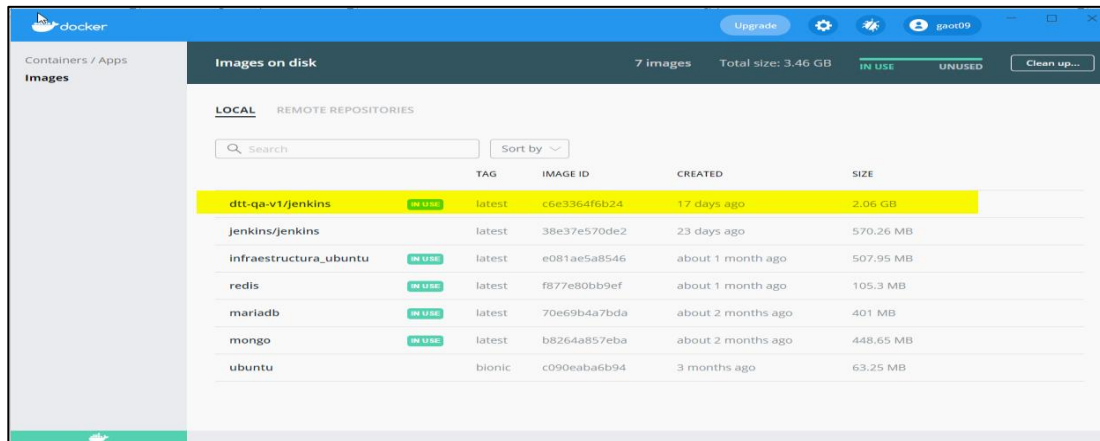 docker Upgrade gaot09
Containers / Apps
Images
Images on disk 7 images Total size: 3.46 GB IN USE UNUSED Clean up...
LOCAL REMOTE REPOSITORIES
Search Sort by
TAG IMAGE ID CREATED SIZE
dtt-qa-v1/jenkins IN USE latest c6e3364f6b24 17 days ago 2.06 GB
jenkins/jenkins latest 38e37e570de2 23 days ago 570.26 MB
infraestructura_ubuntu IN USE latest e081ae5a8546 about 1 month ago 507.95 MB
redis IN USE latest f877e80bb9ef about 1 month ago 105.3 MB
mariadb IN USE latest 70e69b4a7bda about 2 months ago 401 MB
mongo IN USE latest b8264a857eba about 2 months ago 448.65 MB
ubuntu bionic c090eaba6b94 3 months ago 63.25 MB